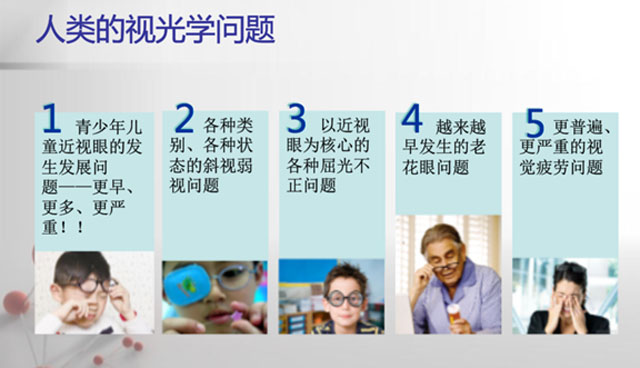 人类的视光学问题
1 青少年儿
童近视眼的发
生发展问
题——更早、
更多、更严
重！！
2 各种类
别、各种状
态的斜视弱
视问题
3 以近视
眼为核心的
各种屈光不
正问题
4 越来越
早发生的老
花眼问题
5 更普遍、
更严重的视
觉疲劳问题